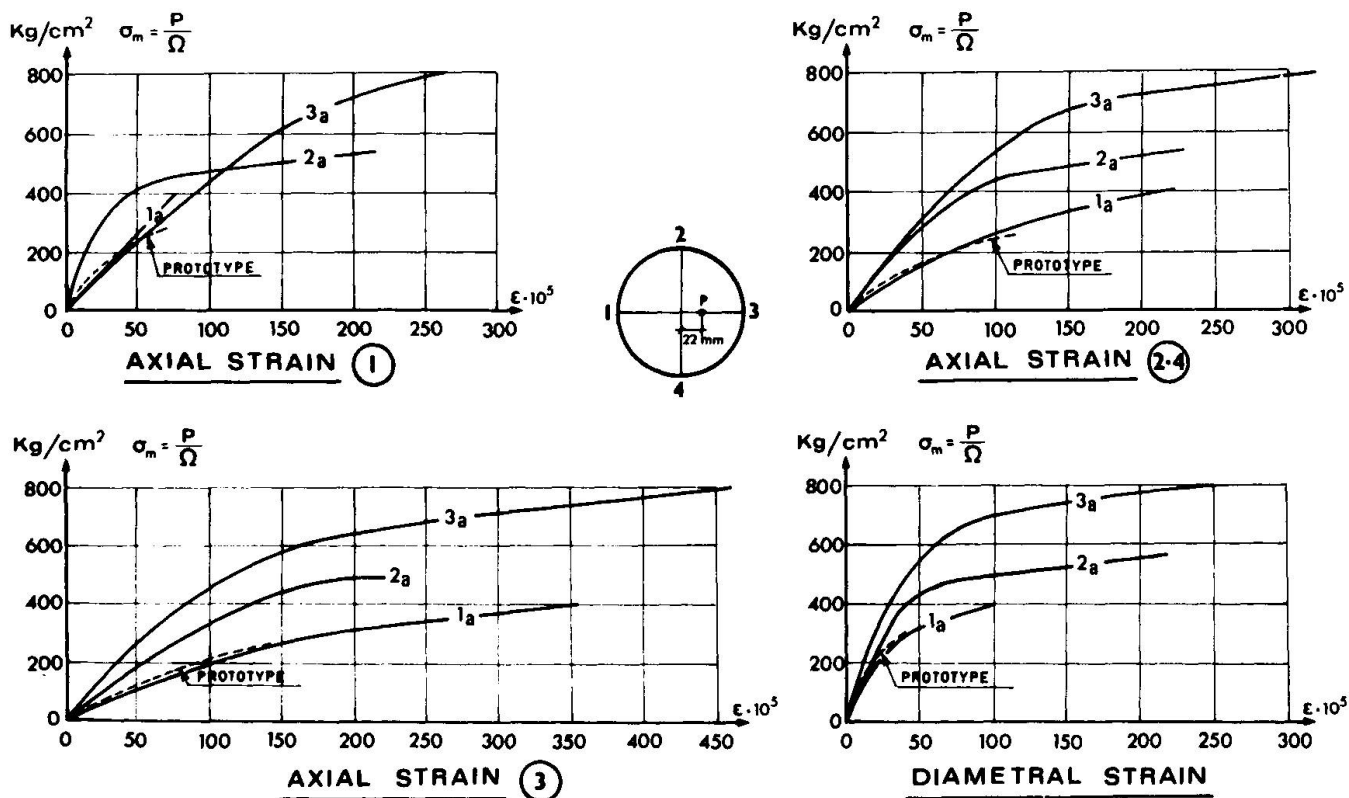 Kg/cm² σm = P/Ω
800
600
400
200
0
3a
2a
1a
PROTOTYPE
ε·10⁵
0 50 100 150 200 250 300
AXIAL STRAIN 1
Kg/cm² σm = P/Ω
800
600
400
200
0
3a
2a
1a
PROTOTYPE
ε·10⁵
0 50 100 150 200 250 300
AXIAL STRAIN 2·4
2
P
1 3
22 mm
4
Kg/cm² σm = P/Ω
800
600
400
200
0
3a
2a
1a
PROTOTYPE
ε·10⁵
0 50 100 150 200 250 300 350 400 450
AXIAL STRAIN 3
Kg/cm² σm = P/Ω
800
600
400
200
0
3a
2a
1a
PROTOTYPE
ε·10⁵
0 50 100 150 200 250 300
DIAMETRAL STRAIN